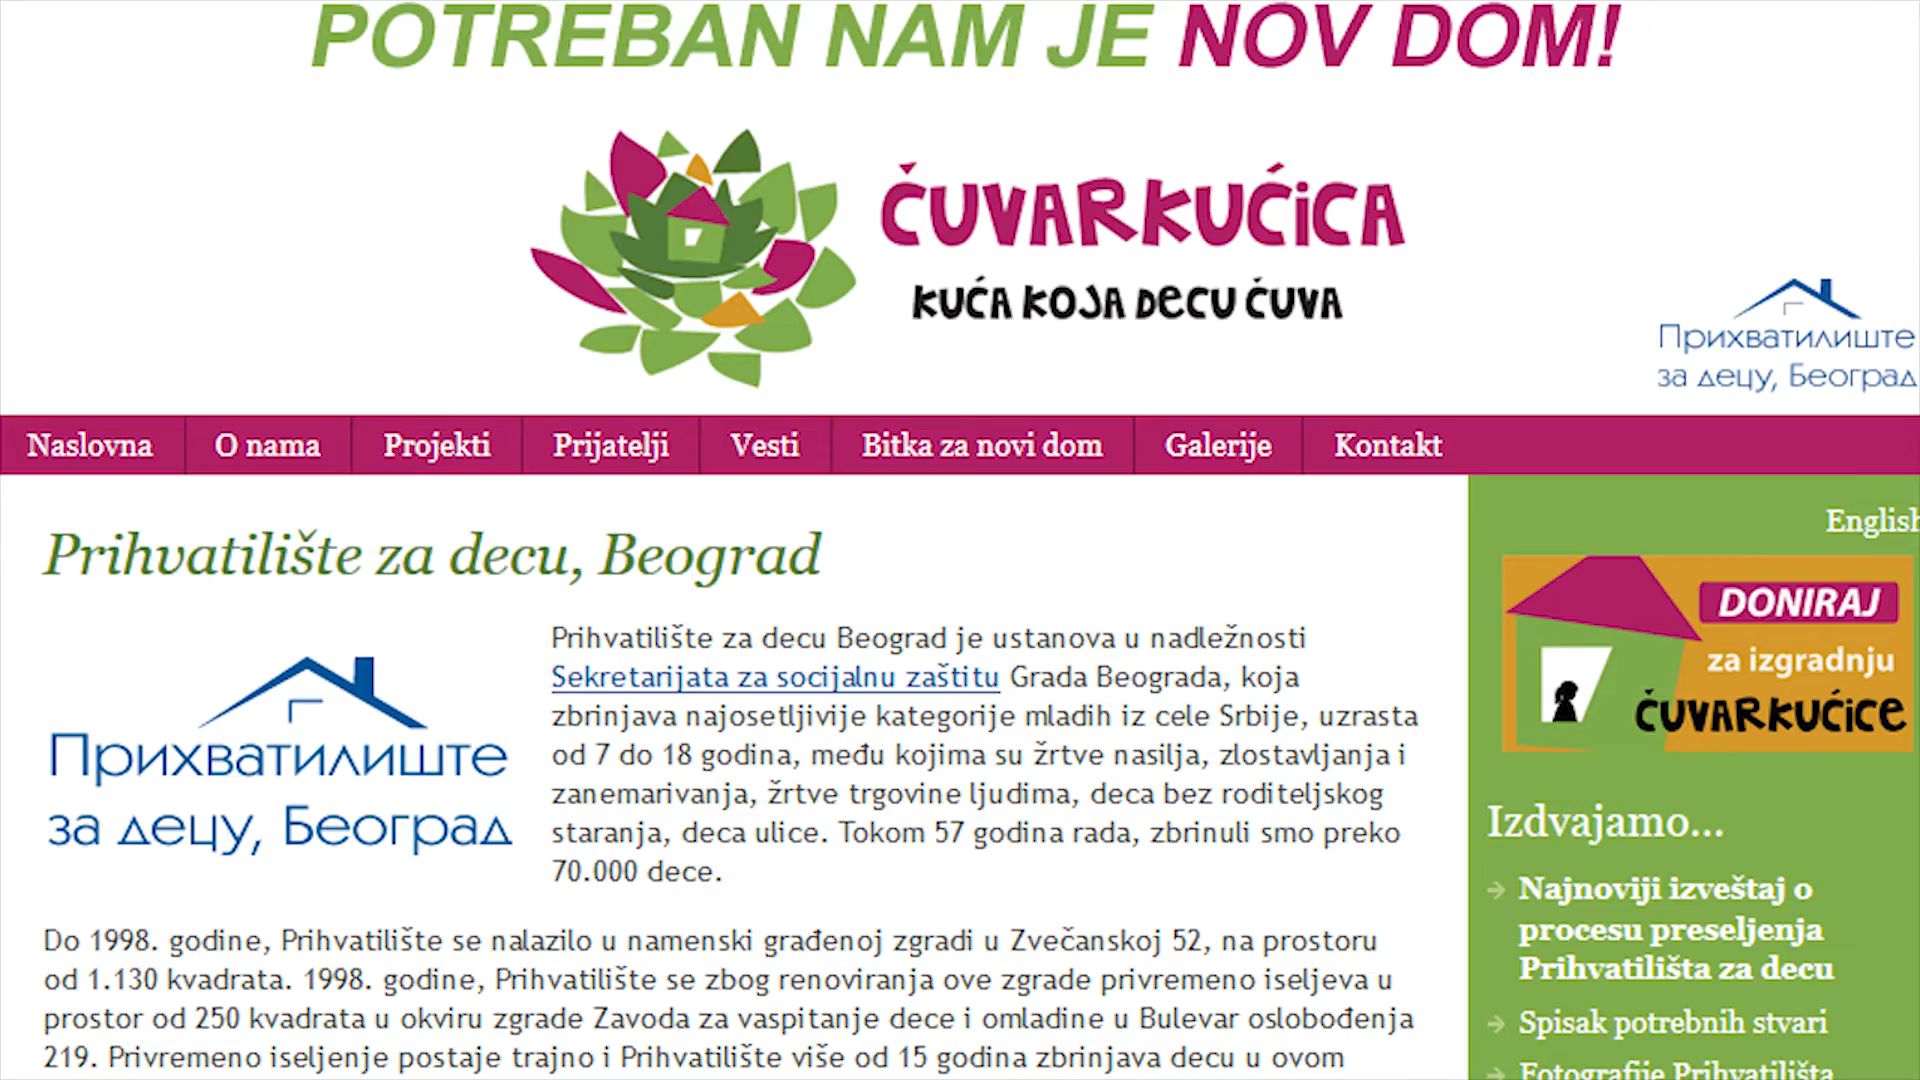 POTREBAN NAM JE NOV DOM!
ČUVARKUĆICA
KUĆA KOJA DECU ČUVA
Прихватилиште
за децу, Београд
Naslovna O nama Projekti Prijatelji Vesti Bitka za novi dom Galerije Kontakt
Prihvatilište za decu, Beograd
Прихватилиште
за децу, Београд
Prihvatilište za decu Beograd je ustanova u nadležnosti
Sekretarijata za socijalnu zaštitu Grada Beograda, koja
zbrinjava najosetljivije kategorije mladih iz cele Srbije, uzrasta
od 7 do 18 godina, među kojima su žrtve nasilja, zlostavljanja i
zanemarivanja, žrtve trgovine ljudima, deca bez roditeljskog
staranja, deca ulice. Tokom 57 godina rada, zbrinuli smo preko
70.000 dece.
Do 1998. godine, Prihvatilište se nalazilo u namenski građenoj zgradi u Zvečanskoj 52, na prostoru
od 1.130 kvadrata. 1998. godine, Prihvatilište se zbog renoviranja ove zgrade privremeno iseljeva u
prostor od 250 kvadrata u okviru zgrade Zavoda za vaspitanje dece i omladine u Bulevar oslobođenja
219. Privremeno iseljenje postaje trajno i Prihvatilište više od 15 godina zbrinjava decu u ovom
English
DONIRAJ
za izgradnju
ČUVARKUĆICE
Izdvajamo...
Najnoviji izveštaj o
procesu preseljenja
Prihvatilišta za decu
Spisak potrebnih stvari
Fotografije Prihvatilišta